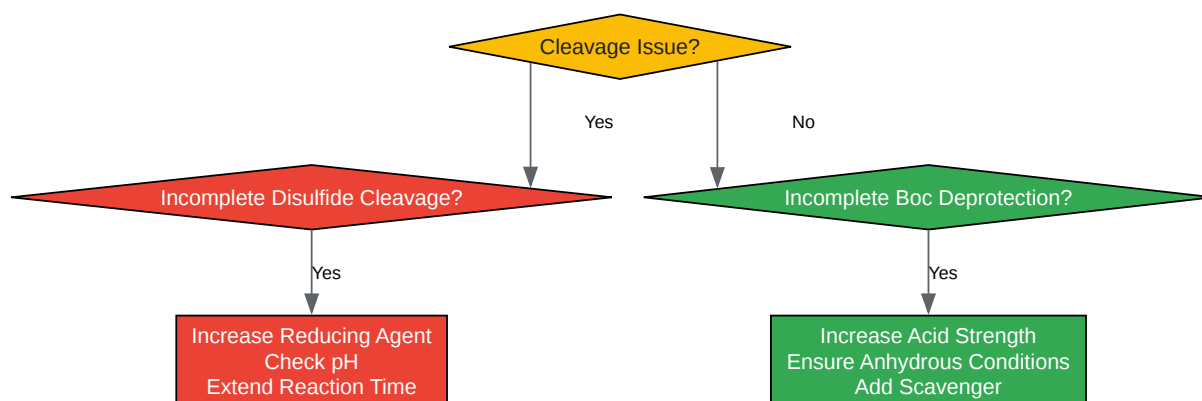 Cleavage Issue?
Yes
No
Incomplete Disulfide Cleavage?
Incomplete Boc Deprotection?
Yes
Yes
Increase Reducing Agent
Check pH
Extend Reaction Time
Increase Acid Strength
Ensure Anhydrous Conditions
Add Scavenger